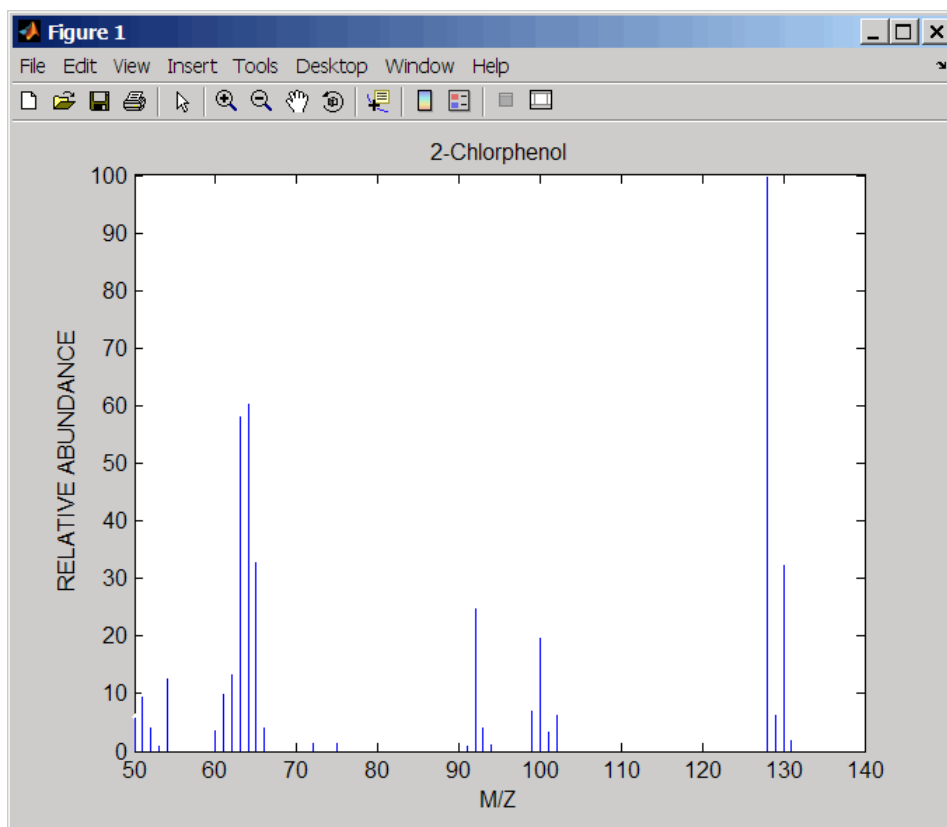 Figure 1
File Edit View Insert Tools Desktop Window Help
2-Chlorphenol
100
90
80
70
60
50
40
30
20
10
0
RELATIVE ABUNDANCE
50 60 70 80 90 100 110 120 130 140
M/Z